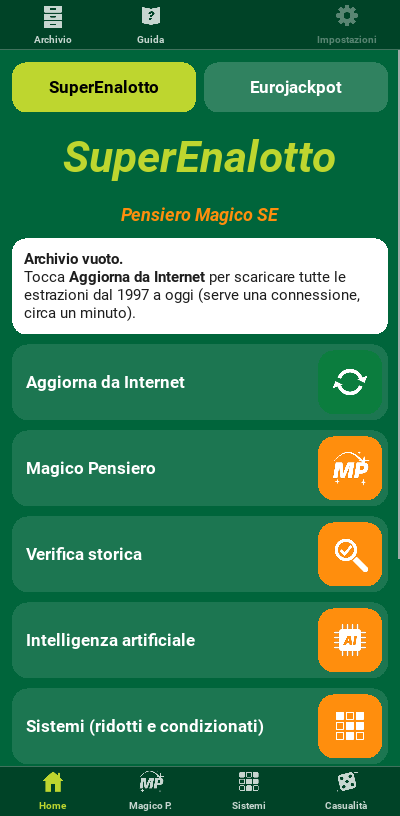 Archivio
Guida
Impostazioni
SuperEnalotto
Eurojackpot
SuperEnalotto
Pensiero Magico SE
Archivio vuoto.
Tocca Aggiorna da Internet per scaricare tutte le
estrazioni dal 1997 a oggi (serve una connessione,
circa un minuto).
Aggiorna da Internet
Magico Pensiero
MP
Verifica storica
Intelligenza artificiale
AI
Sistemi (ridotti e condizionati)
MP
Home
Magico P.
Sistemi
Casualità